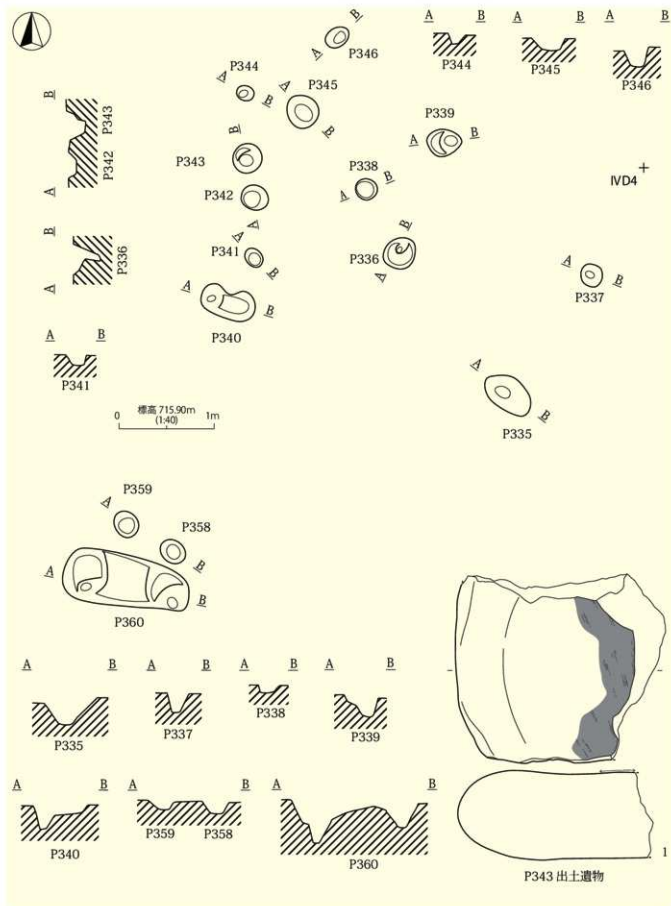 A B A B A B
P344 P345 P346
B
A
P346
P344
A B
P345
A B
P339
A B
B
P343
P342
A
P343
B
P342
A
P338
A B
IVD4
B
P336
A
P341
A B
P336
B
A
P337
A B
A B
P340
A B
P341
標高 715.90m
0 (1:40) 1m
A
P335
B
P359
A
P358
B
A B
P360
A B A B A B A B
P335 P337 P338 P339
A B A B A B
P340 P359 P358 P360
1
P343 出土遺物